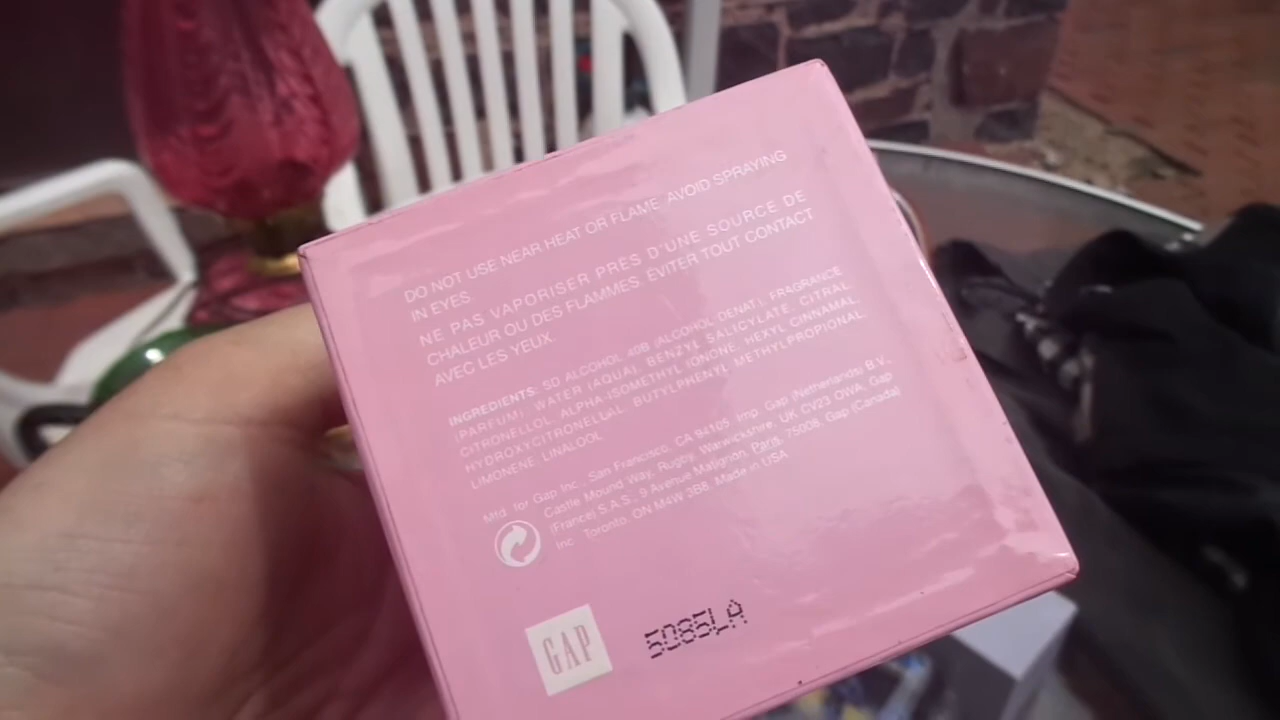 DO NOT USE NEAR HEAT OR FLAME. AVOID SPRAYING
IN EYES.
NE PAS VAPORISER PRES D'UNE SOURCE DE
CHALEUR OU DES FLAMMES. EVITER TOUT CONTACT
AVEC LES YEUX.
INGREDIENTS: SD ALCOHOL 40B (ALCOHOL DENAT), FRAGRANCE
(PARFUM), WATER (AQUA), BENZYL SALICYLATE, CITRAL,
CITRONELLOL, ALPHA-ISOMETHYL IONONE, HEXYL CINNAMAL,
HYDROXYCITRONELLAL, BUTYLPHENYL METHYLPROPIONAL,
LIMONENE, LINALOOL
Mfd. for Gap Inc., San Francisco, CA 94105. Imp. Gap (Netherlands) B.V.,
Castle Mound Way, Rugby, Warwickshire, UK CV23 OWA, Gap
(France) S.A.S., 9 Avenue Matignon, Paris, 75008, Gap (Canada)
Inc. Toronto, ON M4W 3B8. Made in USA
GAP
5085LA